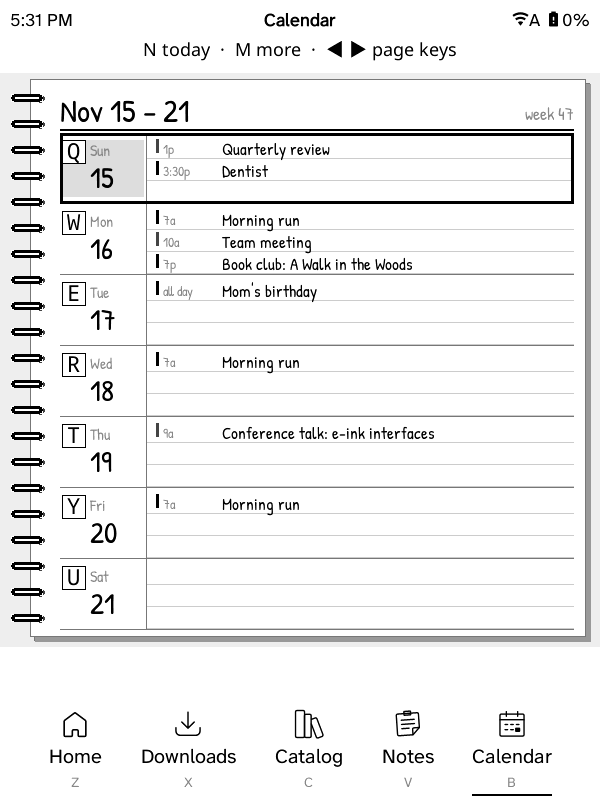 5:31 PM Calendar A 0%
N today · M more · ◀ ▶ page keys
Nov 15 – 21 week 47
Q Sun 15
1p Quarterly review
3:30p Dentist
W Mon 16
7a Morning run
10a Team meeting
7p Book club: A Walk in the Woods
E Tue 17
all day Mom's birthday
R Wed 18
7a Morning run
T Thu 19
9a Conference talk: e-ink interfaces
Y Fri 20
7a Morning run
U Sat 21
Home Downloads Catalog Notes Calendar
Z X C V B